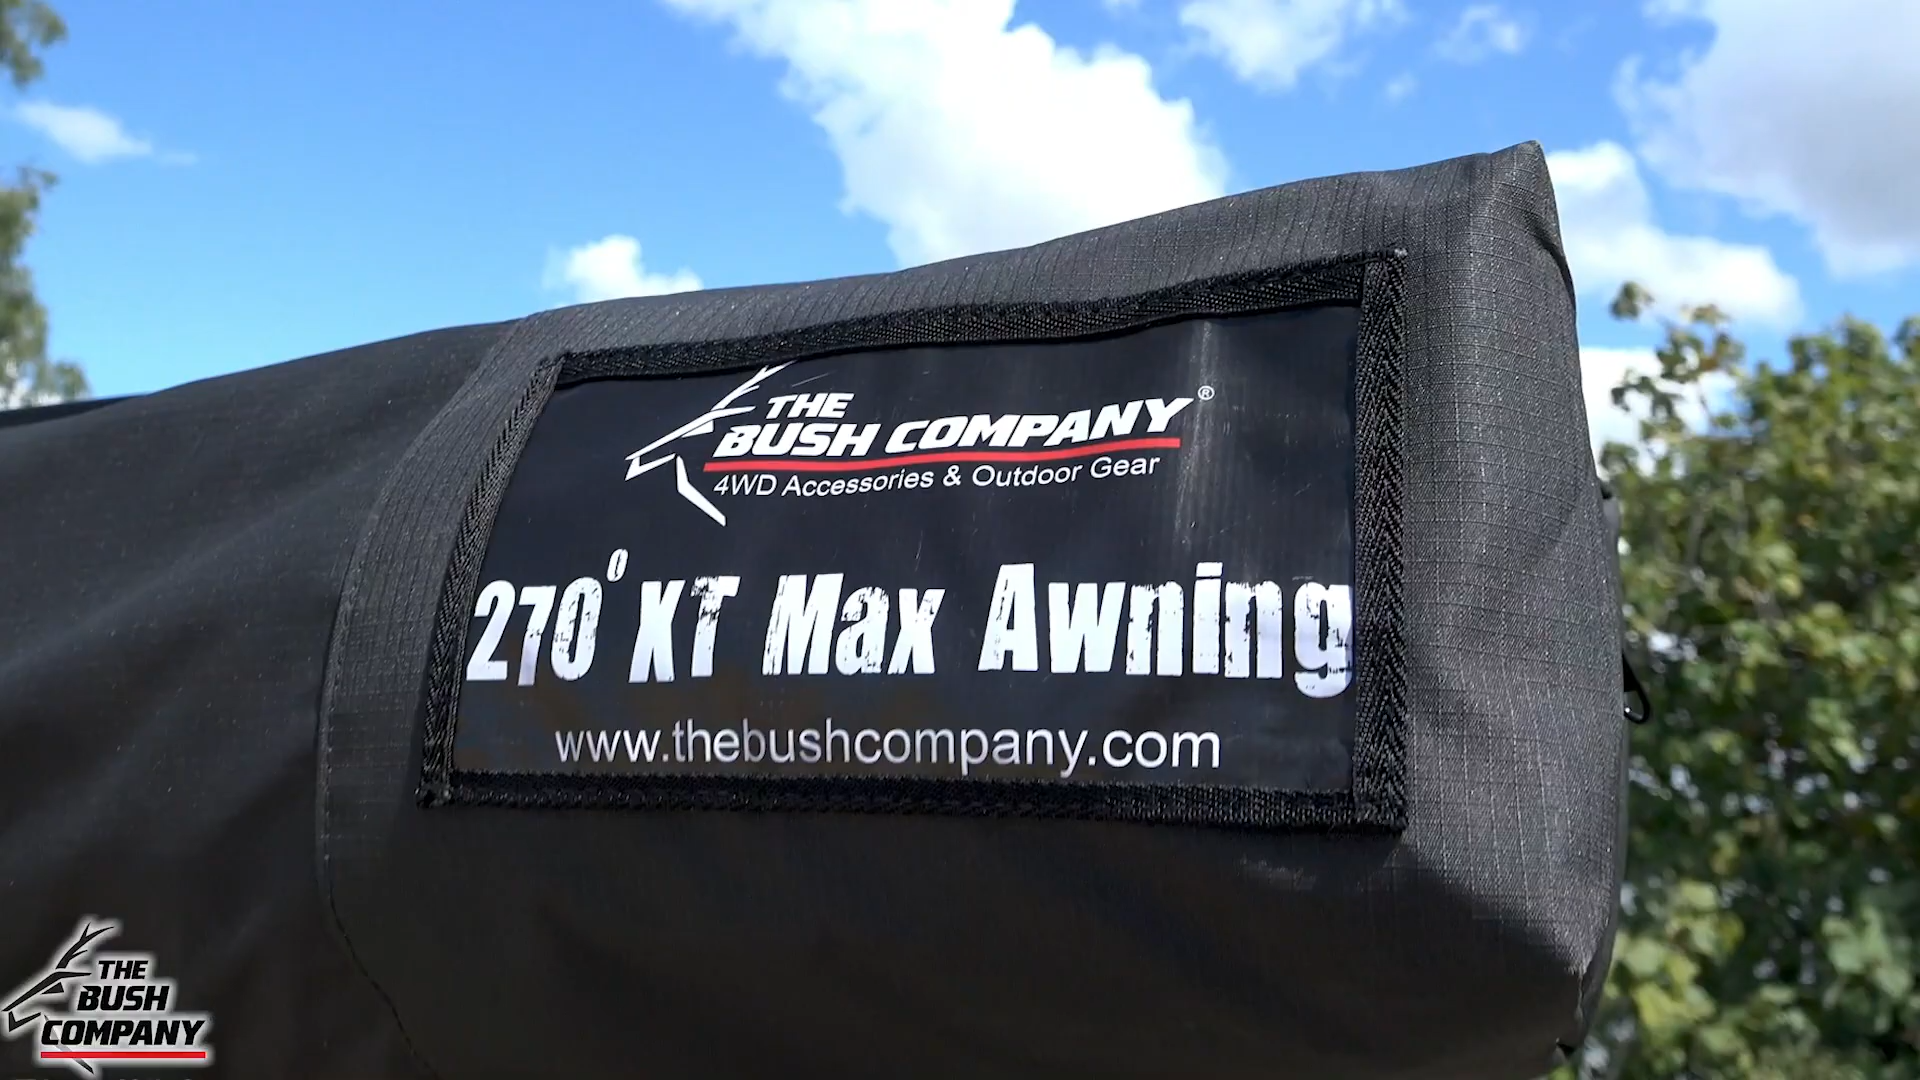 THE
BUSH COMPANY®
4WD Accessories & Outdoor Gear
270° XT Max Awning
www.thebushcompany.com
THE
BUSH
COMPANY